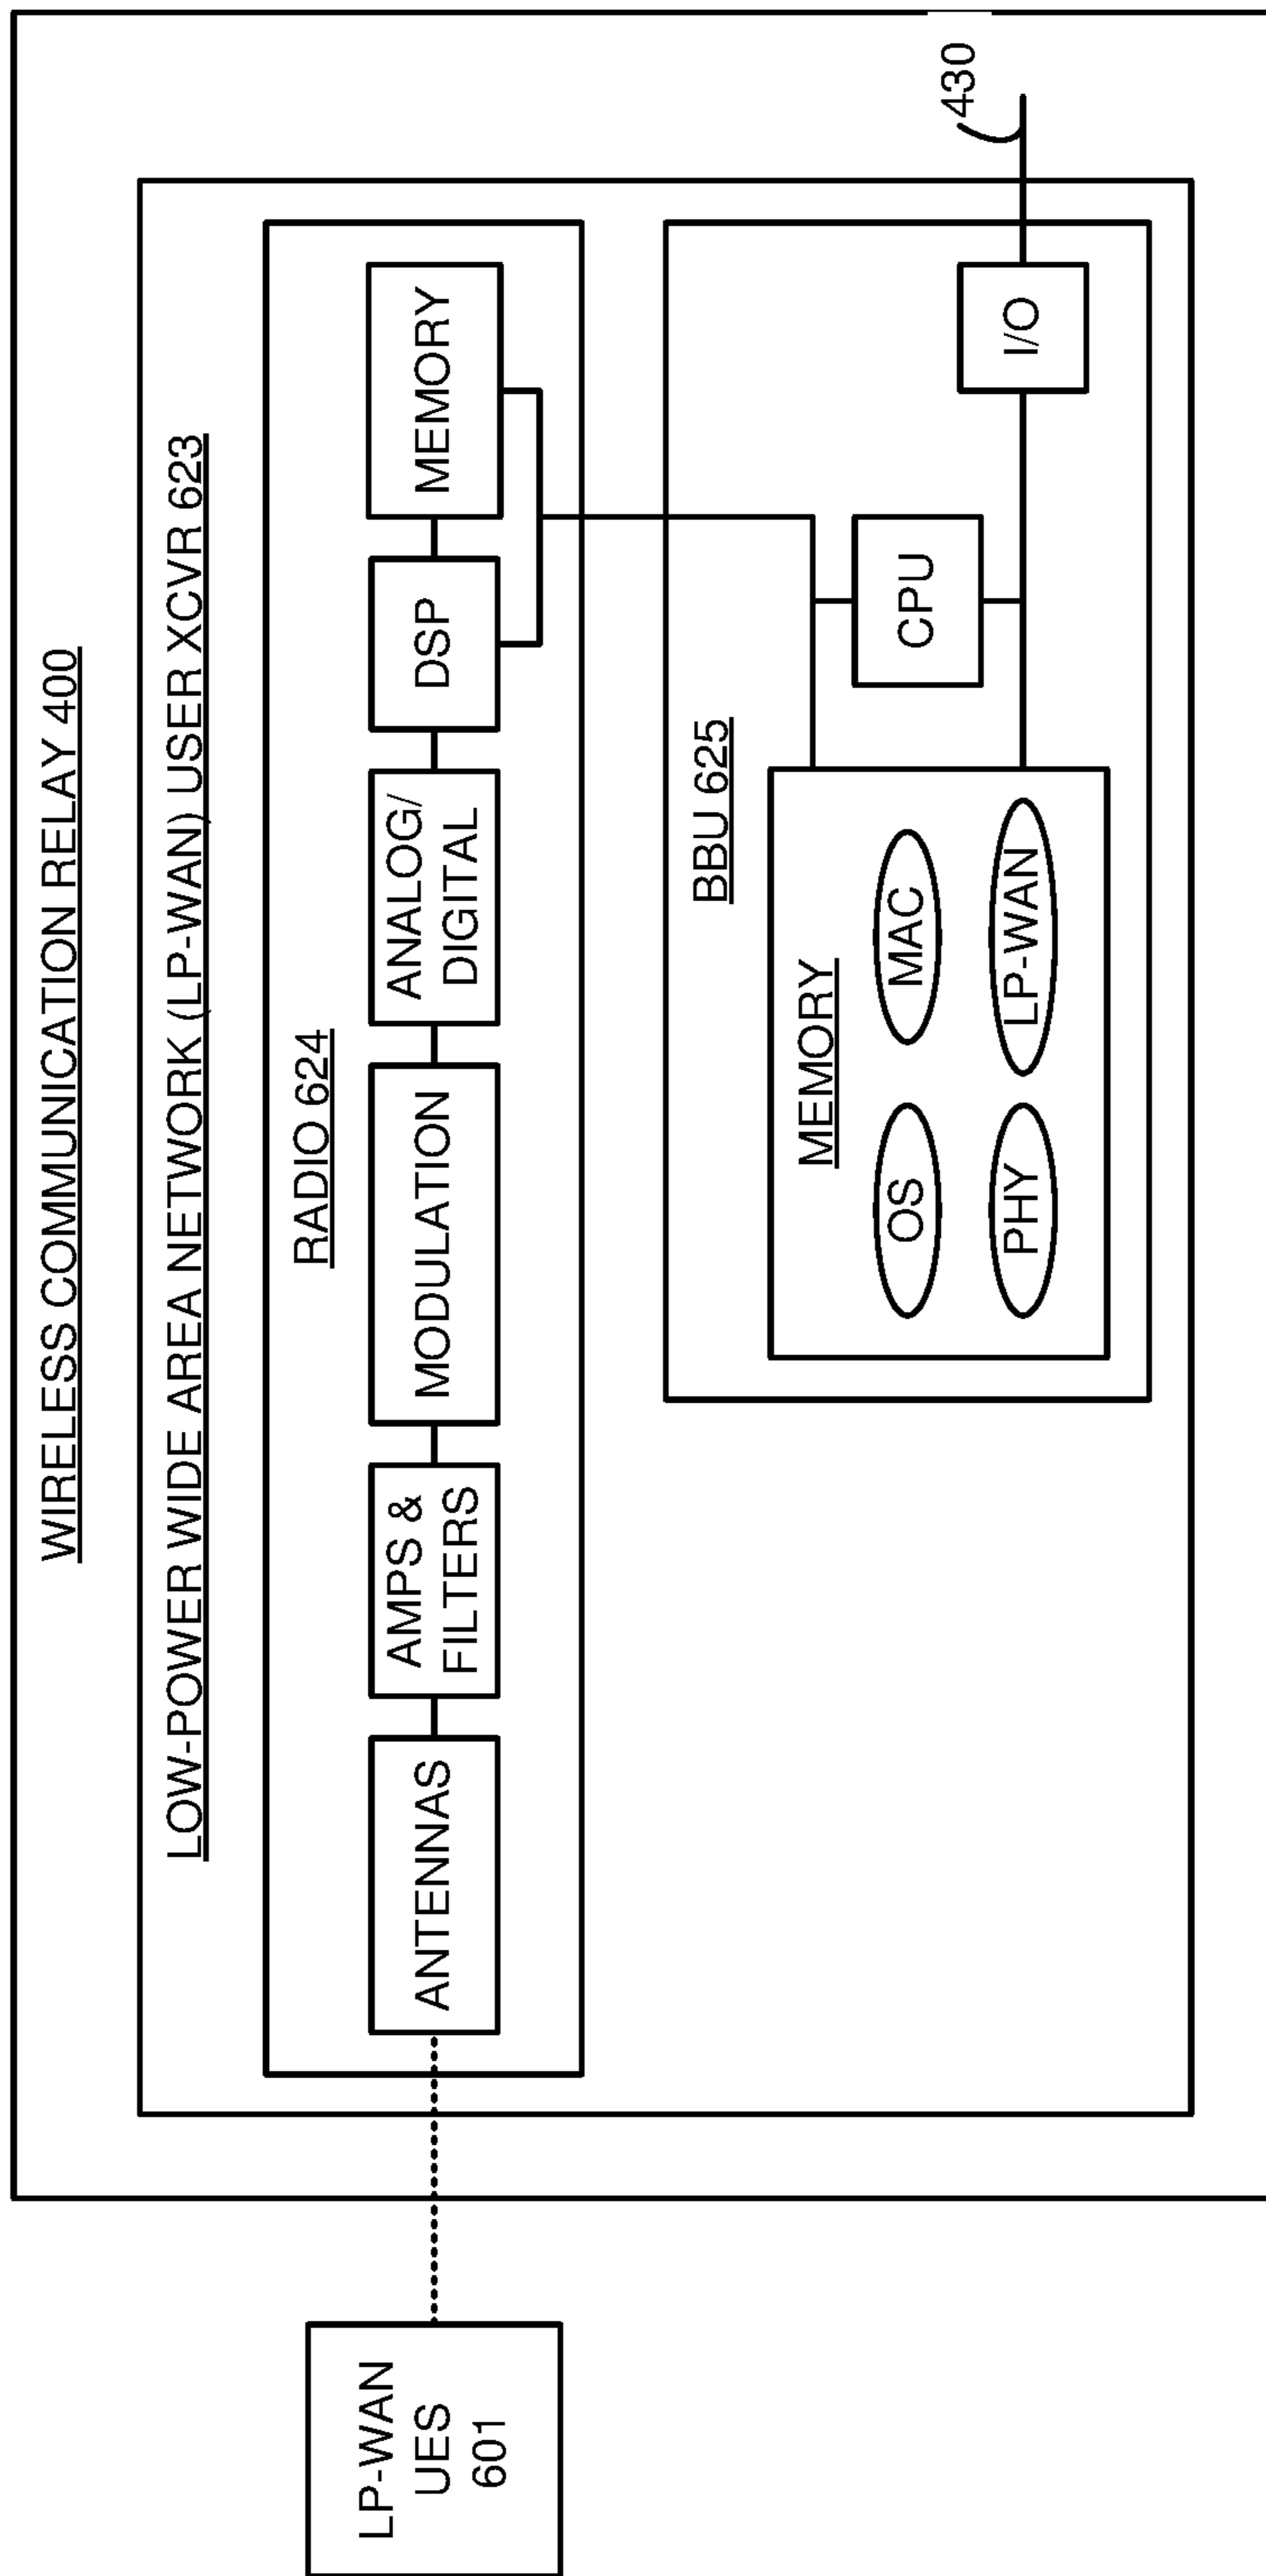 WIRELESS COMMUNICATION RELAY 400
LOW-POWER WIDE AREA NETWORK (LP-WAN) USER XCVR 623
RADIO 624
LP-WAN
UES
601
ANTENNAS
AMPS &
FILTERS
MODULATION
ANALOG/
DIGITAL
DSP
MEMORY
BBU 625
MEMORY
OS
MAC
PHY
LP-WAN
CPU
I/O
430